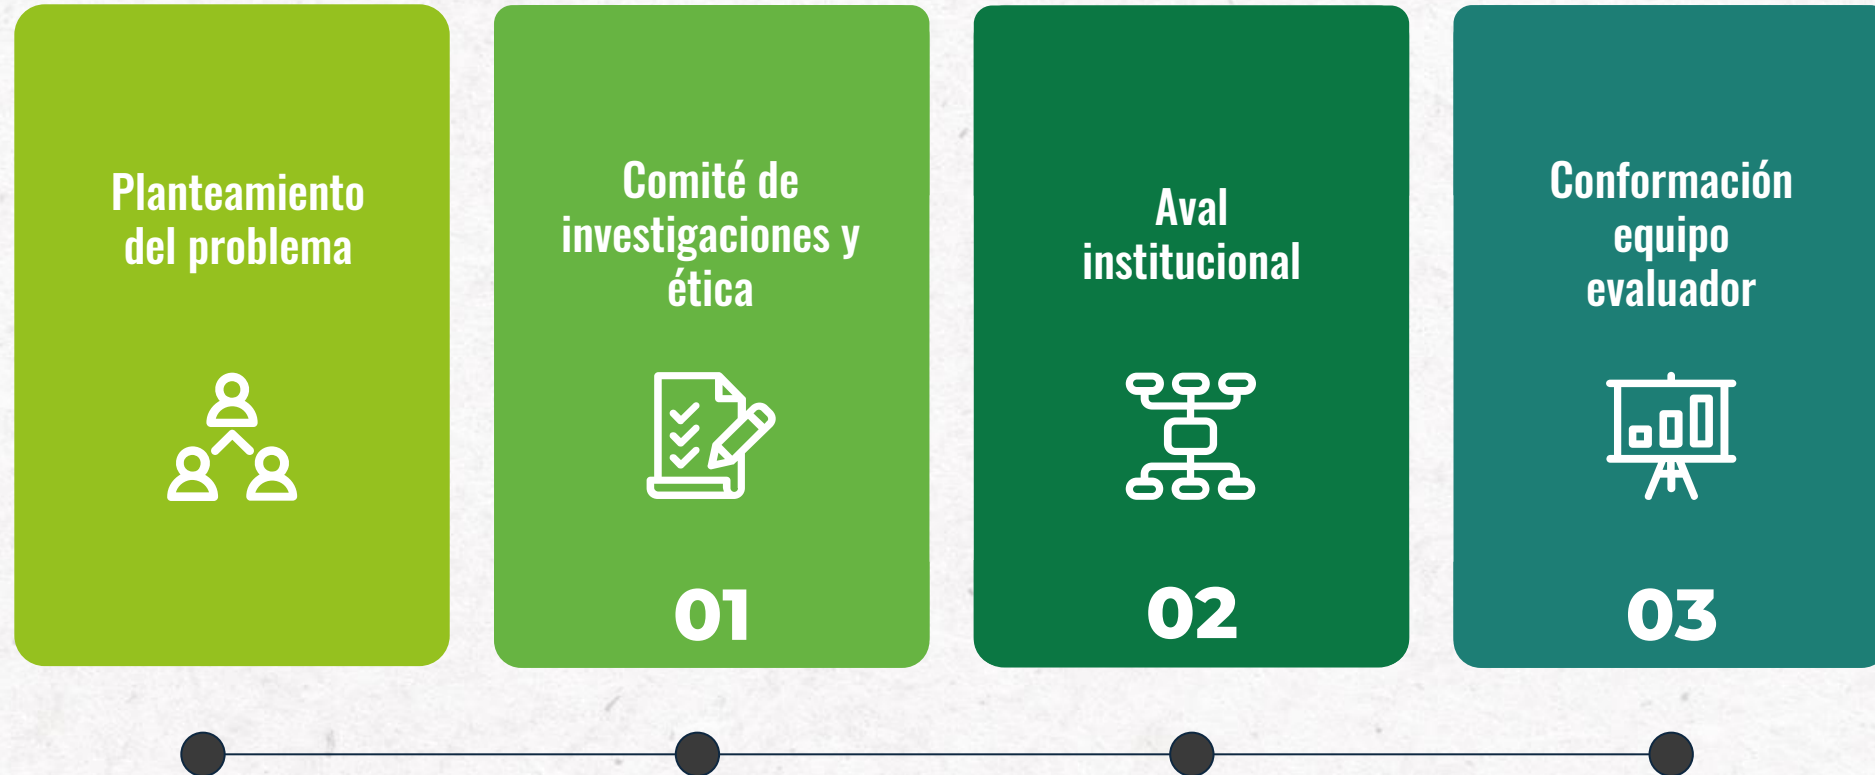 Planteamiento
del problema
Comité de
investigaciones y
ética
01
Aval
institucional
02
Conformación
equipo
evaluador
03